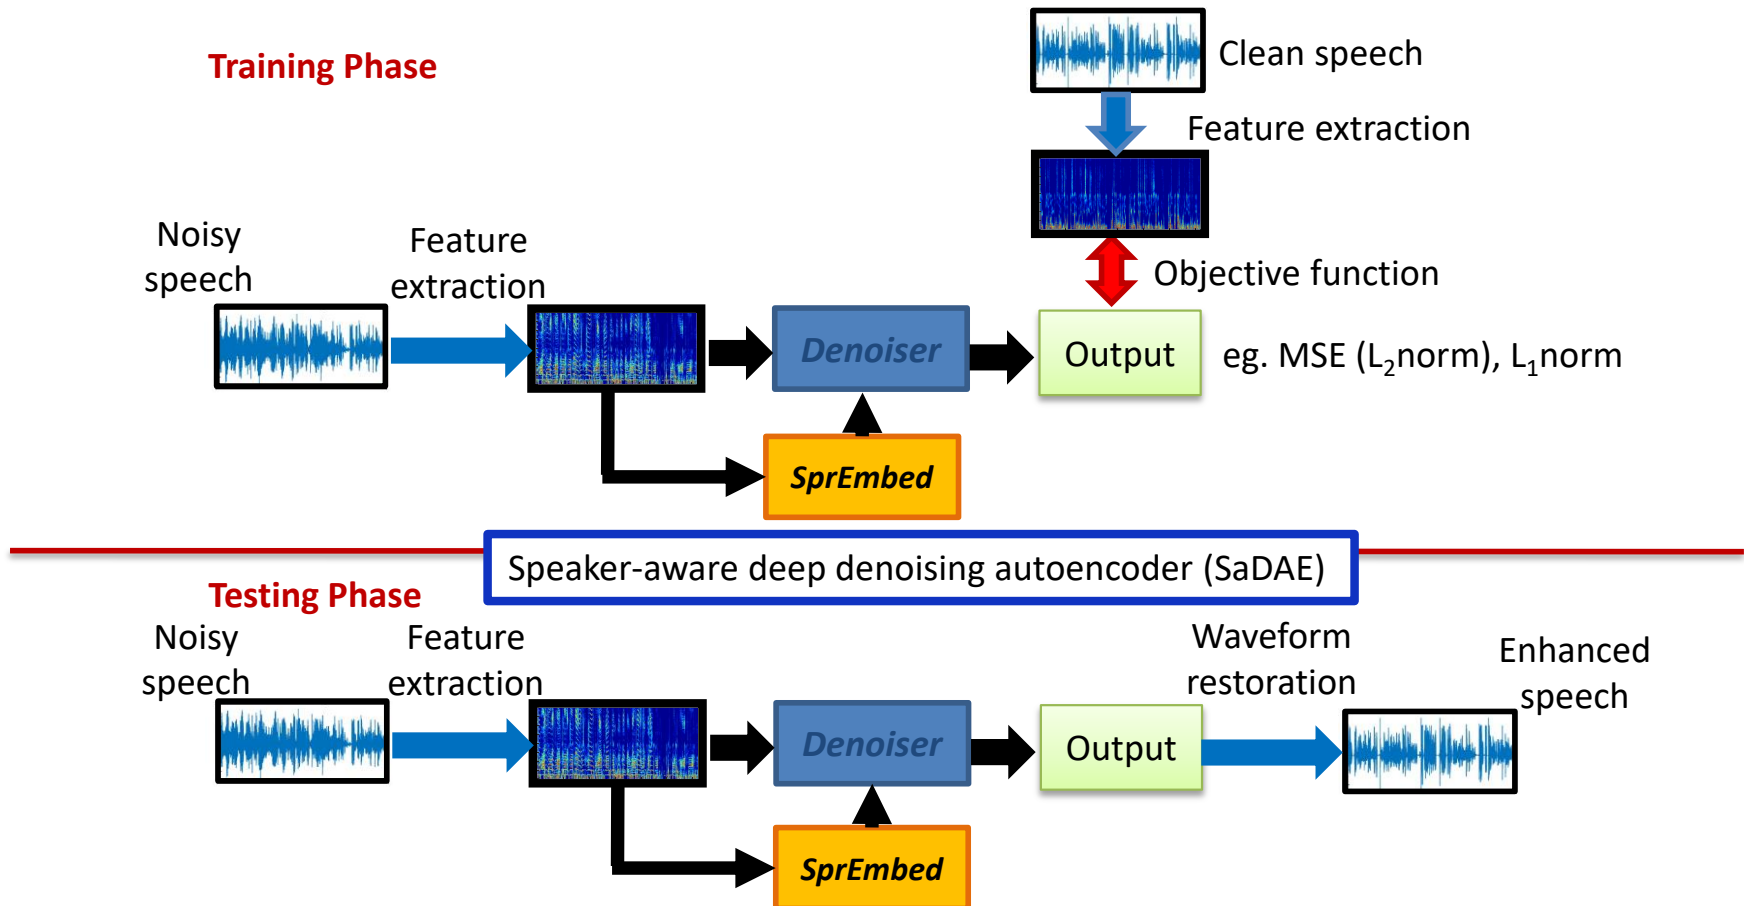 Training Phase
Clean speech
Feature extraction
Noisy
speech
Feature
extraction
Objective function
Denoiser
Output
eg. MSE (L₂norm), L₁norm
SprEmbed
Speaker-aware deep denoising autoencoder (SaDAE)
Testing Phase
Noisy
speech
Feature
extraction
Waveform
restoration
Enhanced
speech
Denoiser
Output
SprEmbed